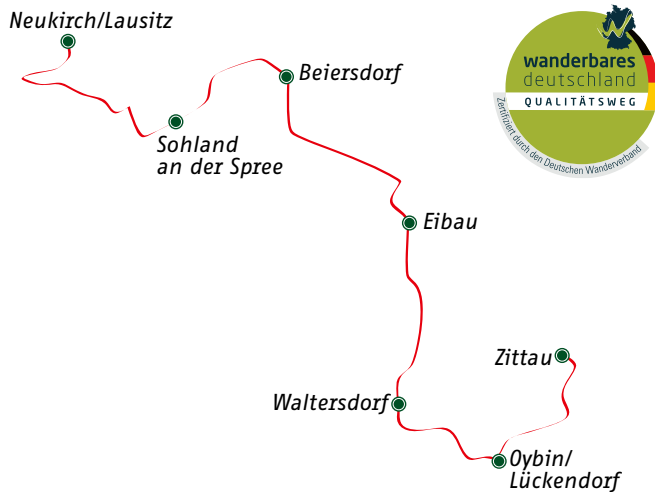 Neukirch/Lausitz
wanderbares
deutschland
QUALITÄTSWEG
Zertifiziert durch den Deutschen Wanderverband
Beiersdorf
Sohland
an der Spree
Eibau
Zittau
Waltersdorf
Oybin/
Lückendorf